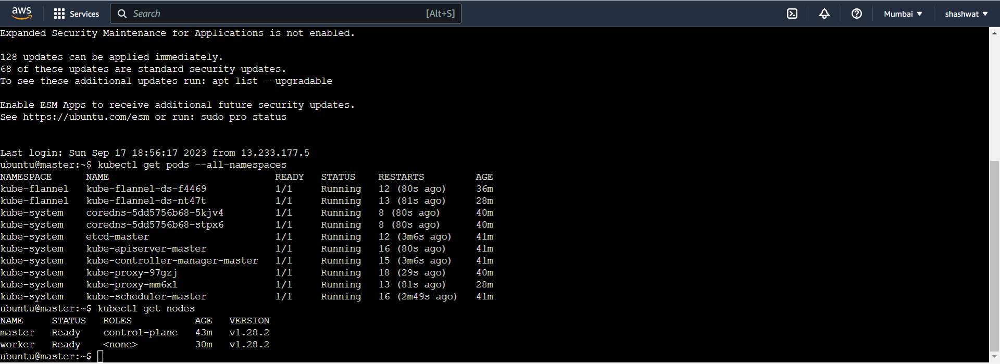 aws Services Search [Alt+S] Mumbai shashwat
Expanded Security Maintenance for Applications is not enabled.
128 updates can be applied immediately.
68 of these updates are standard security updates.
To see these additional updates run: apt list --upgradable
Enable ESM Apps to receive additional future security updates.
See https://ubuntu.com/esm or run: sudo pro status
Last login: Sun Sep 17 18:56:17 2023 from 13.233.177.5
ubuntu@master:~$ kubectl get pods --all-namespaces
NAMESPACE NAME READY STATUS RESTARTS AGE
kube-flannel kube-flannel-ds-f4469 1/1 Running 12 (80s ago) 36m
kube-flannel kube-flannel-ds-nt47t 1/1 Running 13 (81s ago) 28m
kube-system coredns-5dd5756b68-5kjv4 1/1 Running 8 (80s ago) 40m
kube-system coredns-5dd5756b68-stpx6 1/1 Running 8 (80s ago) 40m
kube-system etcd-master 1/1 Running 12 (3m6s ago) 41m
kube-system kube-apiserver-master 1/1 Running 16 (80s ago) 41m
kube-system kube-controller-manager-master 1/1 Running 15 (3m6s ago) 41m
kube-system kube-proxy-97gzj 1/1 Running 18 (29s ago) 40m
kube-system kube-proxy-mm6xl 1/1 Running 13 (81s ago) 28m
kube-system kube-scheduler-master 1/1 Running 16 (2m49s ago) 41m
ubuntu@master:~$ kubectl get nodes
NAME STATUS ROLES AGE VERSION
master Ready control-plane 43m v1.28.2
worker Ready <none> 30m v1.28.2
ubuntu@master:~$